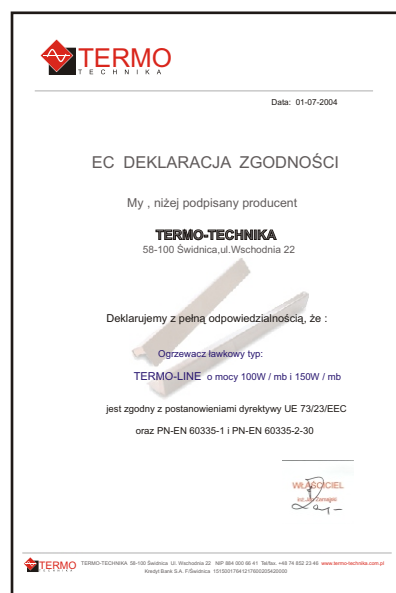 TERMO
TECHNIKA
Data: 01-07-2004
EC DEKLARACJA ZGODNOŚCI
My , niżej podpisany producent
TERMO-TECHNIKA
58-100 Świdnica,ul.Wschodnia 22
Deklarujemy z pełną odpowiedzialnością, że :
Ogrzewacz ławkowy typ:
TERMO-LINE o mocy 100W / mb i 150W / mb
jest zgodny z postanowieniami dyrektywy UE 73/23/EEC
oraz PN-EN 60335-1 i PN-EN 60335-2-30
WŁAŚCICIEL
TERMO
TERMO-TECHNIKA 58-100 Świdnica Ul. Wschodnia 22 NIP 884 000 66 41 Tel/fax. +48 74 852 23 46 www.termo-technika.com.pl
Kredyt Bank S.A. F/Świdnica